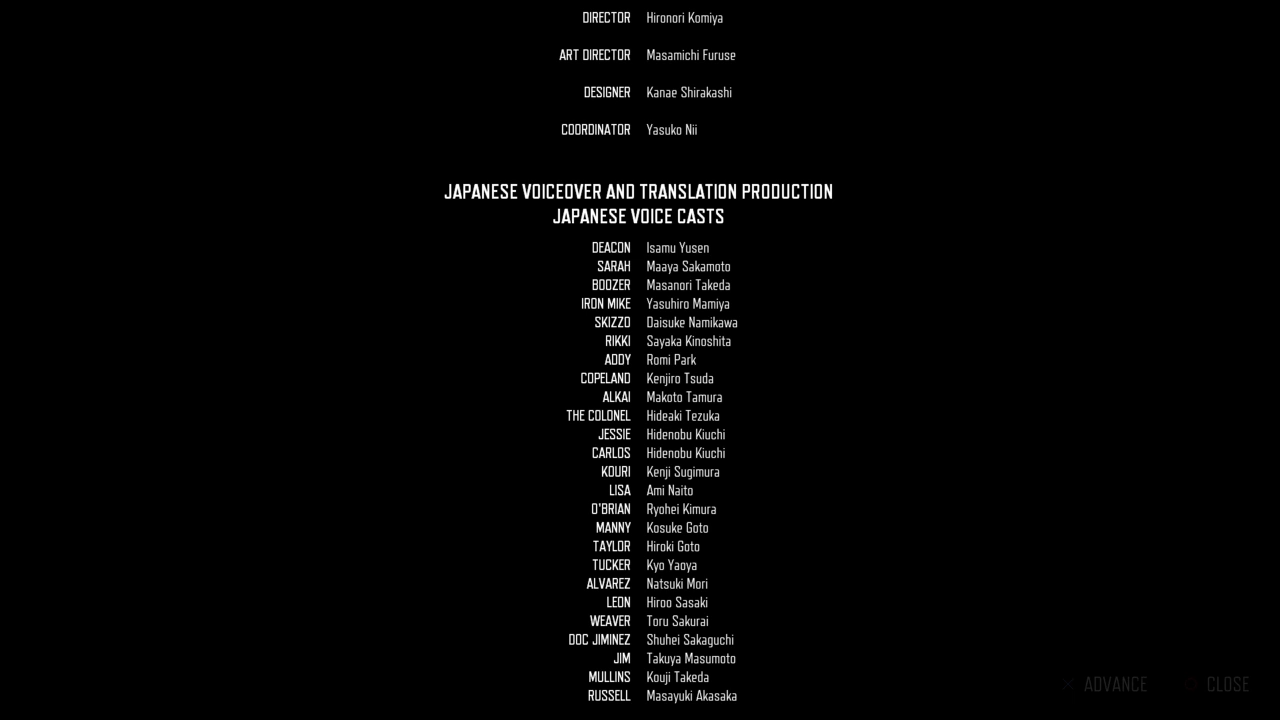 DIRECTOR Hironori Komiya
ART DIRECTOR Masamichi Furuse
DESIGNER Kanae Shirakashi
COORDINATOR Yasuko Nii
JAPANESE VOICEOVER AND TRANSLATION PRODUCTION
JAPANESE VOICE CASTS
DEACON Isamu Yusen
SARAH Maaya Sakamoto
BOOZER Masanori Takeda
IRON MIKE Yasuhiro Mamiya
SKIZZO Daisuke Namikawa
RIKKI Sayaka Kinoshita
ADDY Romi Park
COPELAND Kenjiro Tsuda
ALKAI Makoto Tamura
THE COLONEL Hideaki Tezuka
JESSIE Hidenobu Kiuchi
CARLOS Hidenobu Kiuchi
KOURI Kenji Sugimura
LISA Ami Naito
O'BRIAN Ryohei Kimura
MANNY Kosuke Goto
TAYLOR Hiroki Goto
TUCKER Kyo Yaoya
ALVAREZ Natsuki Mori
LEON Hiroo Sasaki
WEAVER Toru Sakurai
DOC JIMINEZ Shuhei Sakaguchi
JIM Takuya Masumoto
MULLINS Kouji Takeda
RUSSELL Masayuki Akasaka
ADVANCE CLOSE